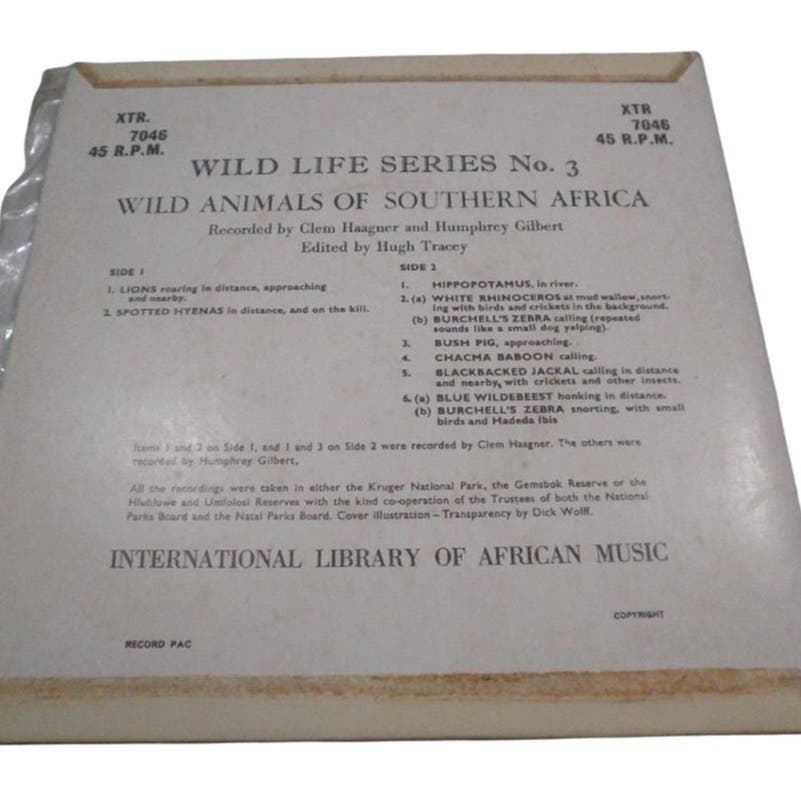 XTR.
7046
45 R.P.M.
XTR
7046
45 R.P.M.
WILD LIFE SERIES No. 3
WILD ANIMALS OF SOUTHERN AFRICA
Recorded by Clem Haagner and Humphrey Gilbert
Edited by Hugh Tracey
SIDE 1
1. LIONS roaring in distance, approaching
and nearby.
2. SPOTTED HYENAS in distance, and on the kill.
SIDE 2
1. HIPPOPOTAMUS, in river.
2. (a) WHITE RHINOCEROS at mud wallow, snort-
ing with birds and crickets in the background.
(b) BURCHELL'S ZEBRA calling (repeated
sounds like a small dog yelping).
3. BUSH PIG, approaching.
4. CHACMA BABOON calling.
5. BLACKBACKED JACKAL calling in distance
and nearby, with crickets and other insects.
6. (a) BLUE WILDEBEEST honking in distance.
(b) BURCHELL'S ZEBRA snorting, with small
birds and Hadeda Ibis
Items 1 and 2 on Side 1, and 1 and 3 on Side 2 were recorded by Clem Haagner. The others were
recorded by Humphrey Gilbert,
All the recordings were taken in either the Kruger National Park, the Gemsbok Reserve or the
Hluhluwe and Umfolosi Reserves with the kind co-operation of the Trustees of both the National
Parks Board and the Natal Parks Board. Cover illustration – Transparency by Dick Wolff.
INTERNATIONAL LIBRARY OF AFRICAN MUSIC
COPYRIGHT
RECORD PAC